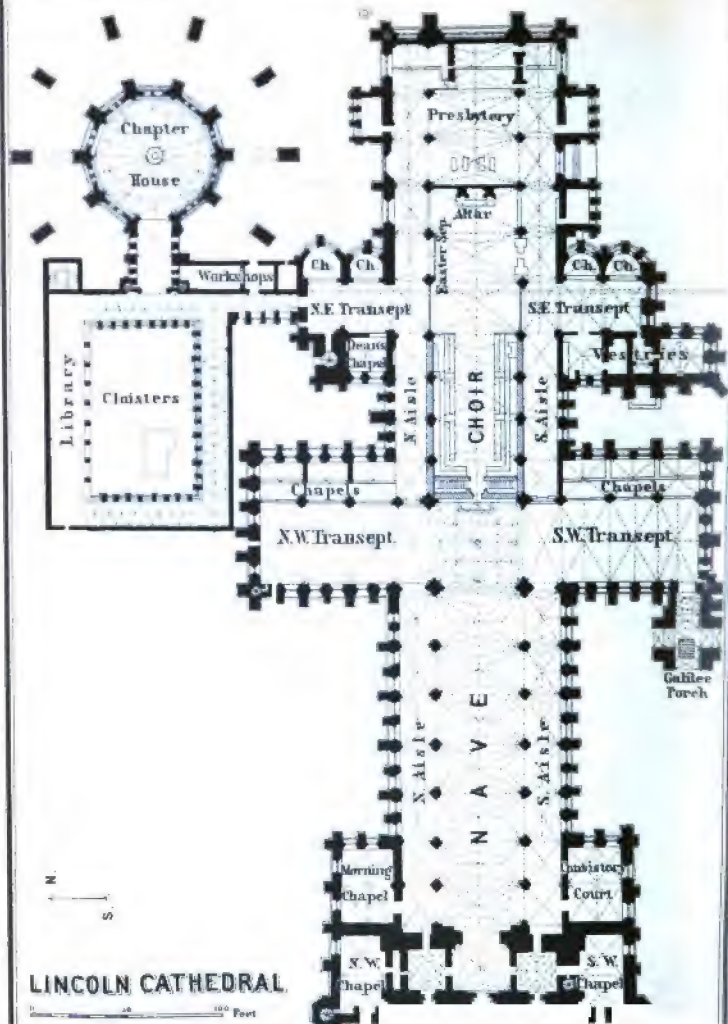 Chapter
House
Presbytery
Altar
Easter Sep.
Ch.
Ch.
Ch.
Ch.
Workshops
N.E. Transept
S.E. Transept
Deans
Chapel
Vestries
Library
Cloisters
N. Aisle
CHOIR
S. Aisle
Chapels
Chapels
N.W. Transept.
S.W. Transept.
Galilee
Porch
N. Aisle
NAVE
S. Aisle
Morning
Chapel
Consistory
Court
N.
S.
N.W.
Chapel
S.W.
Chapel
LINCOLN CATHEDRAL.
0
50
100 Feet